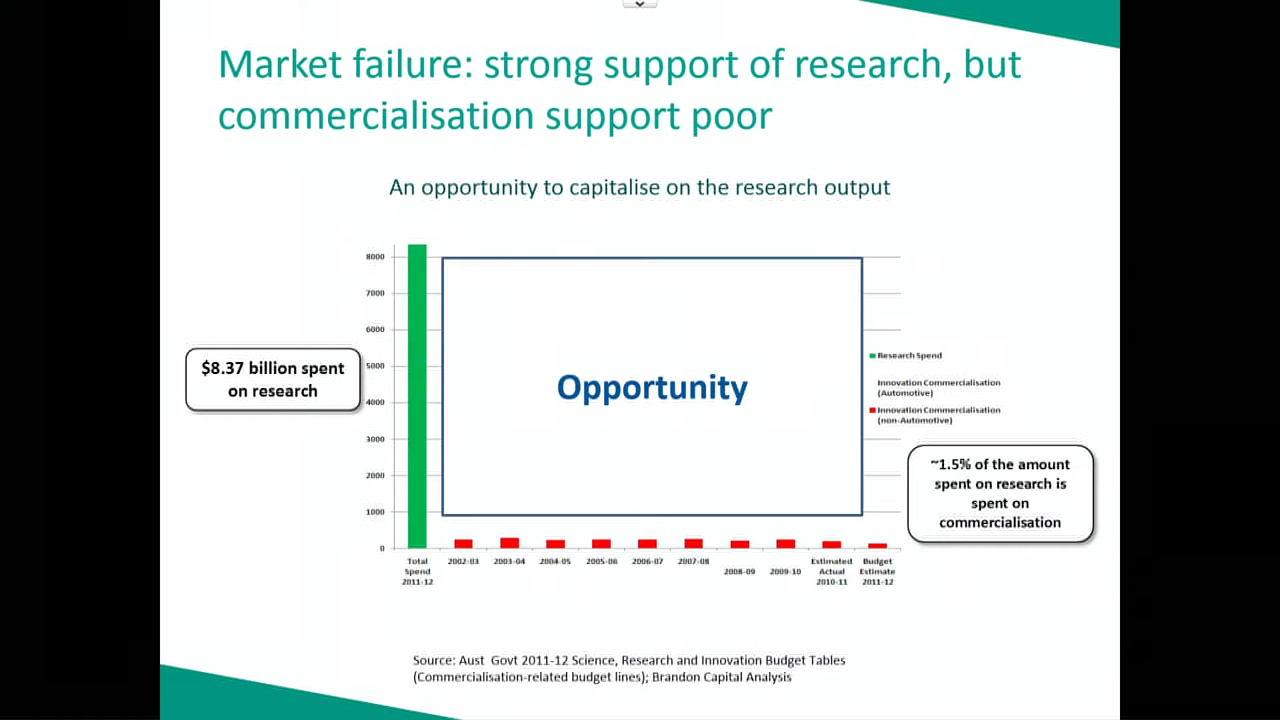 Market failure: strong support of research, but
commercialisation support poor
An opportunity to capitalise on the research output
8000
7000
6000
5000
4000
3000
2000
1000
0
$8.37 billion spent
on research
Opportunity
Research Spend
Innovation Commercialisation
(Automotive)
Innovation Commercialisation
(non-Automotive)
~1.5% of the amount
spent on research is
spent on
commercialisation
Total
Spend
2011-12
2002-03
2003-04
2004-05
2005-06
2006-07
2007-08
2008-09
2009-10
Estimated
Actual
2010-11
Budget
Estimate
2011-12
Source: Aust Govt 2011-12 Science, Research and Innovation Budget Tables
(Commercialisation-related budget lines); Brandon Capital Analysis